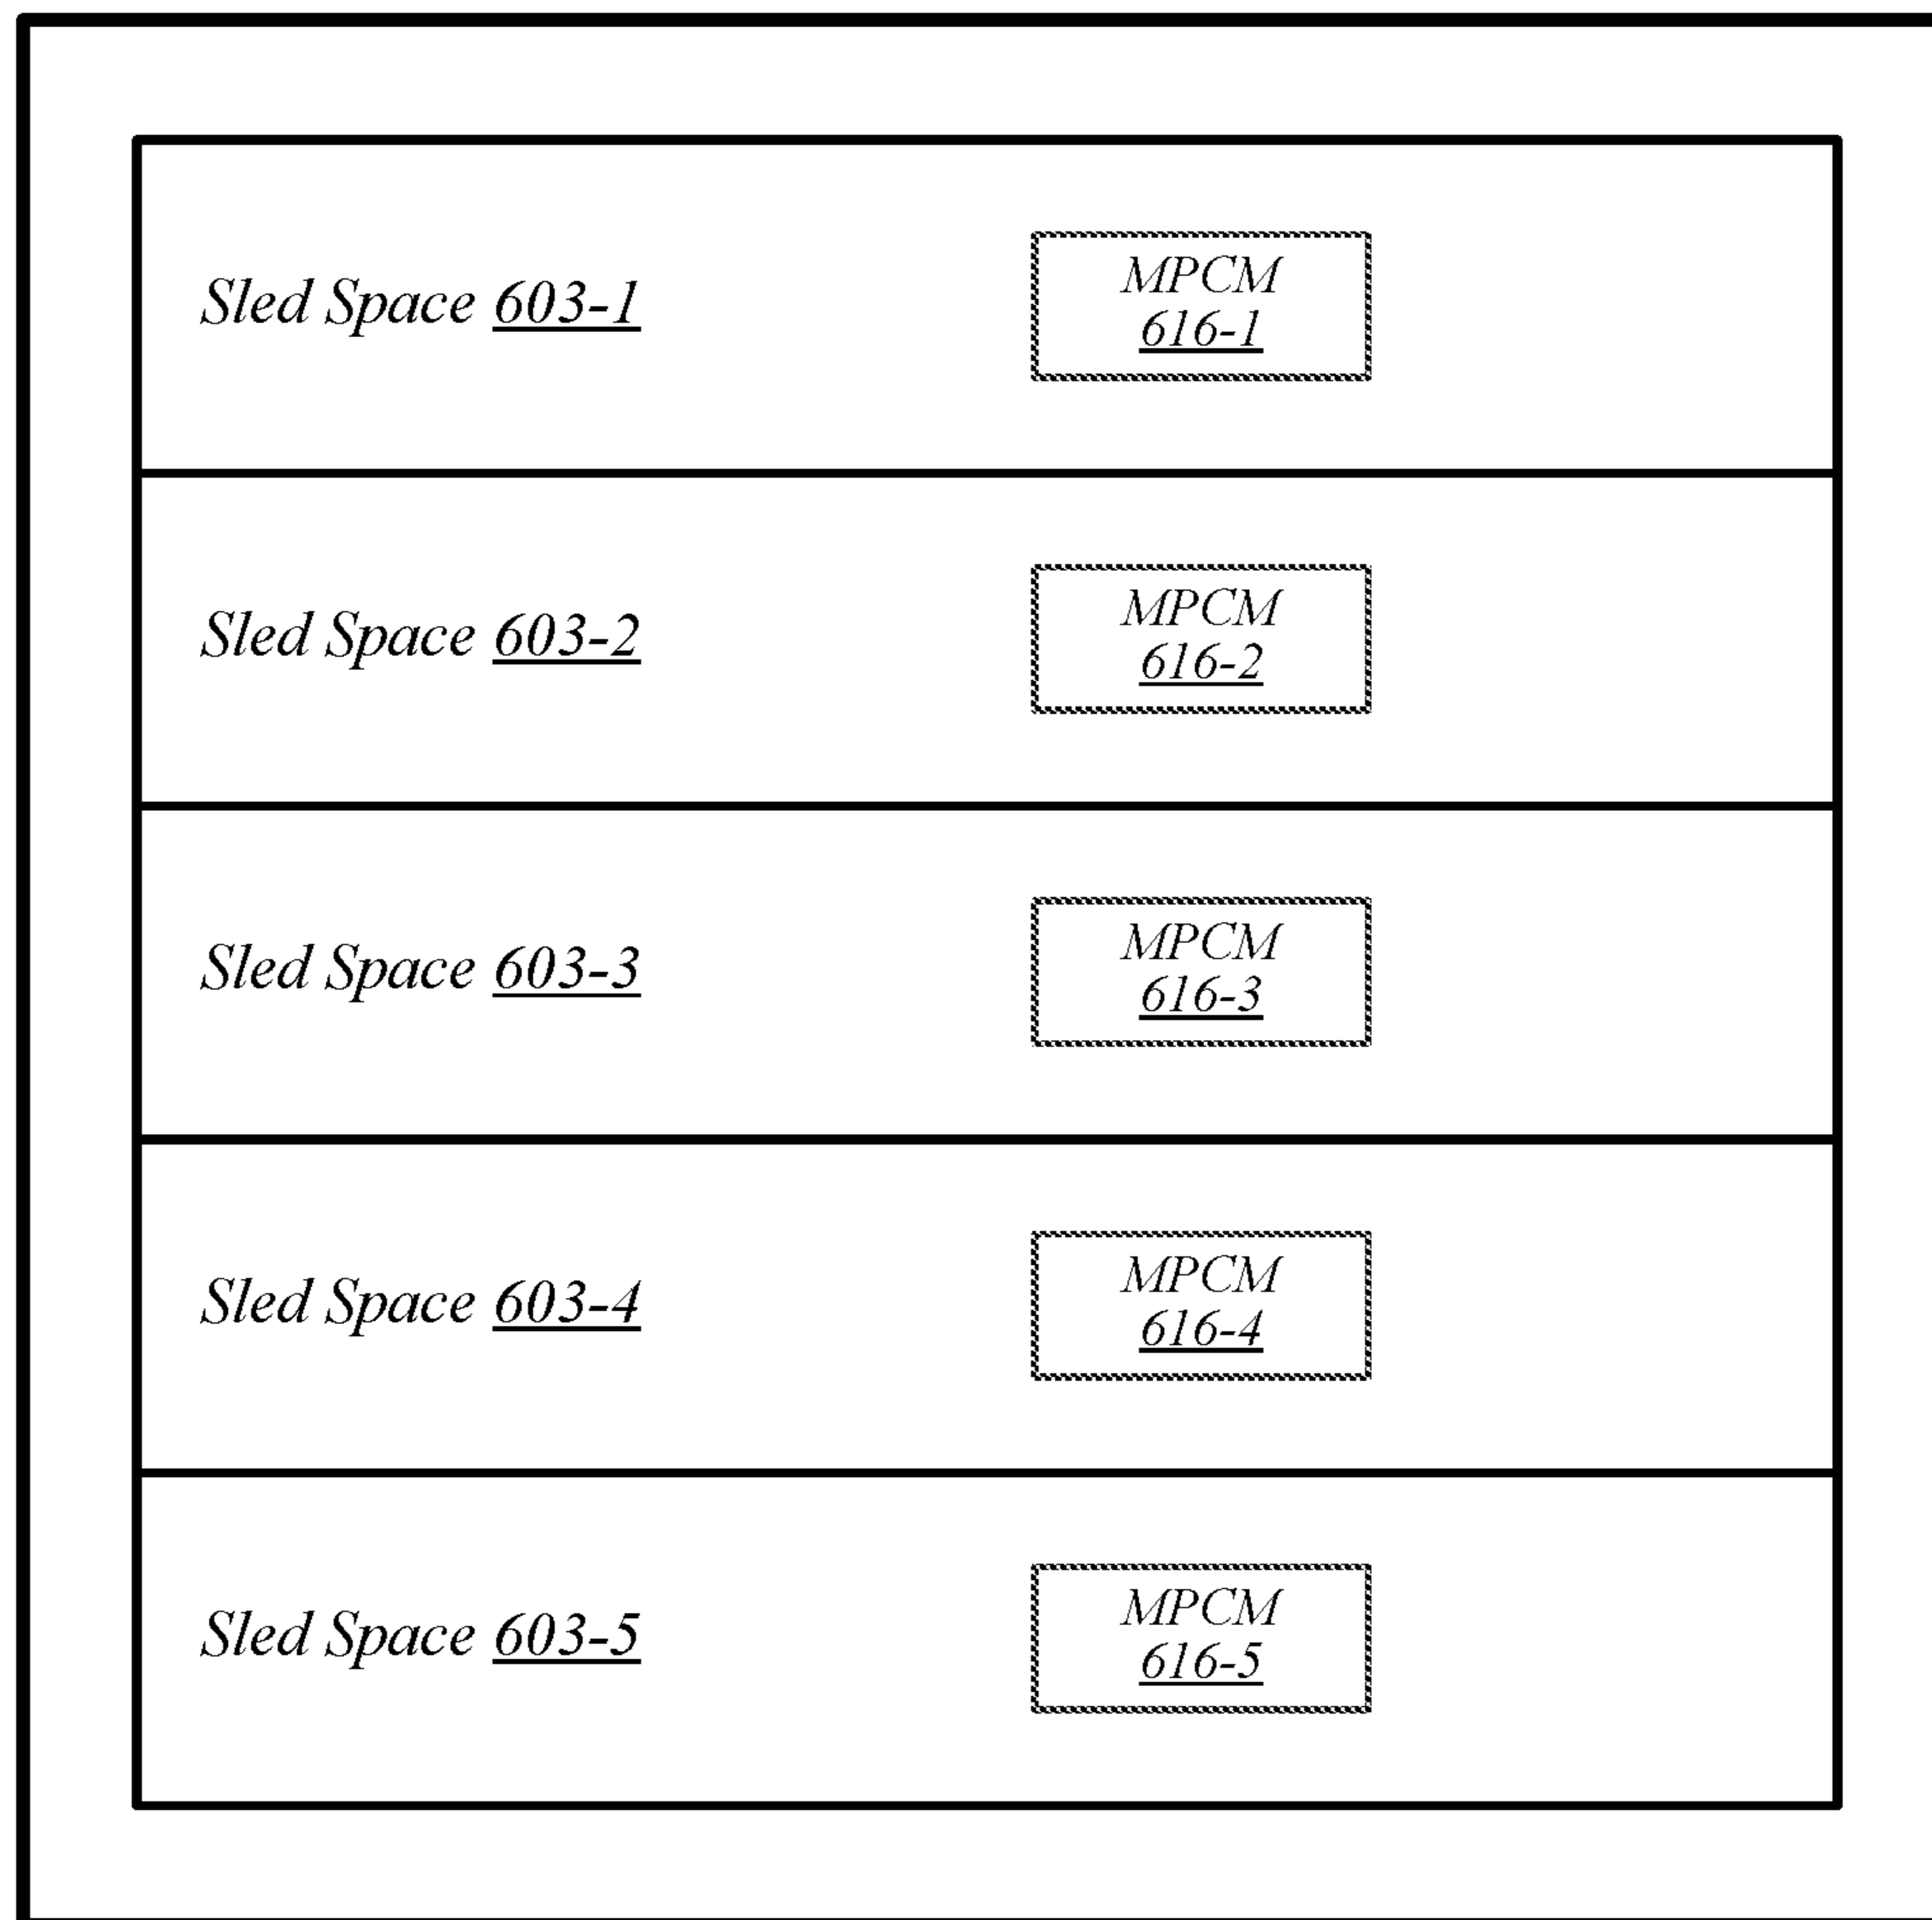 Sled Space 603-1
MPCM
616-1
Sled Space 603-2
MPCM
616-2
Sled Space 603-3
MPCM
616-3
Sled Space 603-4
MPCM
616-4
Sled Space 603-5
MPCM
616-5